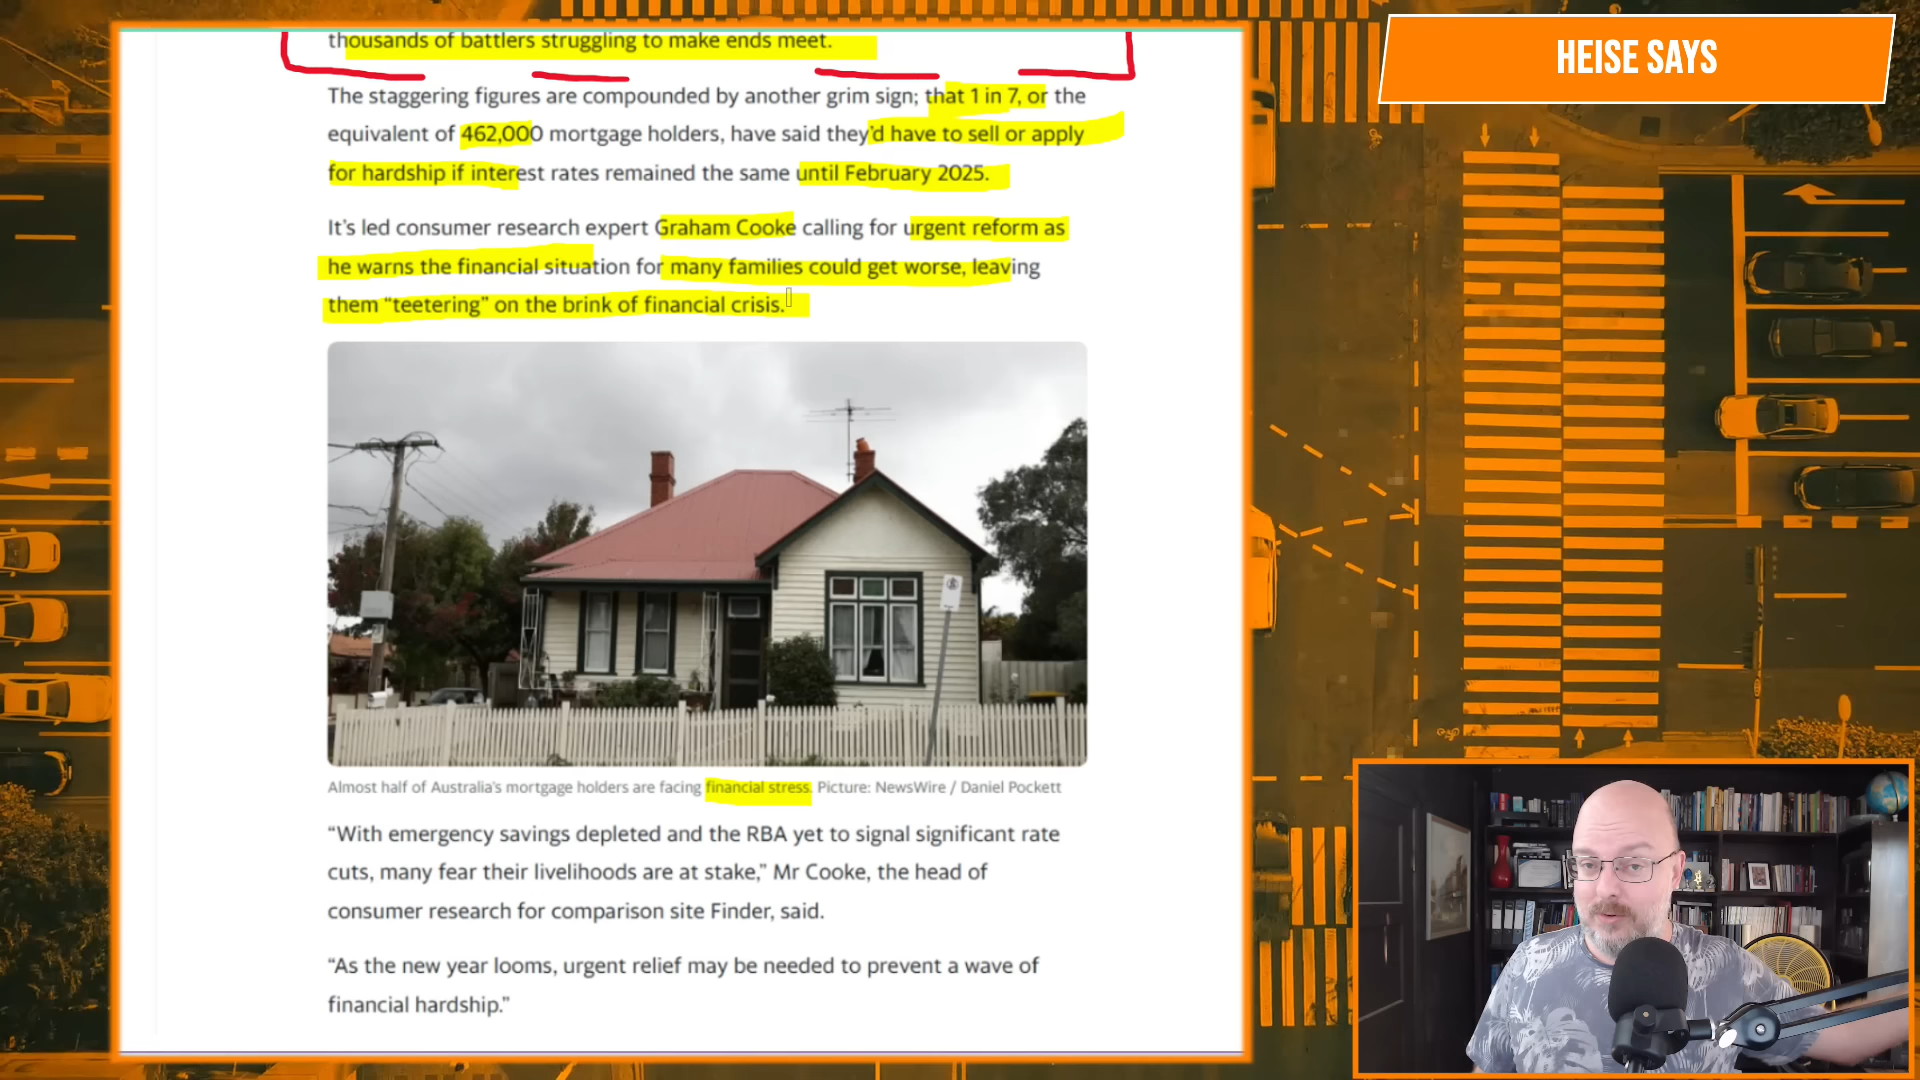 HEISE SAYS
thousands of battlers struggling to make ends meet.
The staggering figures are compounded by another grim sign; that 1 in 7, or the
equivalent of 462,000 mortgage holders, have said they’d have to sell or apply
for hardship if interest rates remained the same until February 2025.
It’s led consumer research expert Graham Cooke calling for urgent reform as
he warns the financial situation for many families could get worse, leaving
them “teetering” on the brink of financial crisis.
Almost half of Australia’s mortgage holders are facing financial stress. Picture: NewsWire / Daniel Pockett
“With emergency savings depleted and the RBA yet to signal significant rate
cuts, many fear their livelihoods are at stake,” Mr Cooke, the head of
consumer research for comparison site Finder, said.
“As the new year looms, urgent relief may be needed to prevent a wave of
financial hardship.”